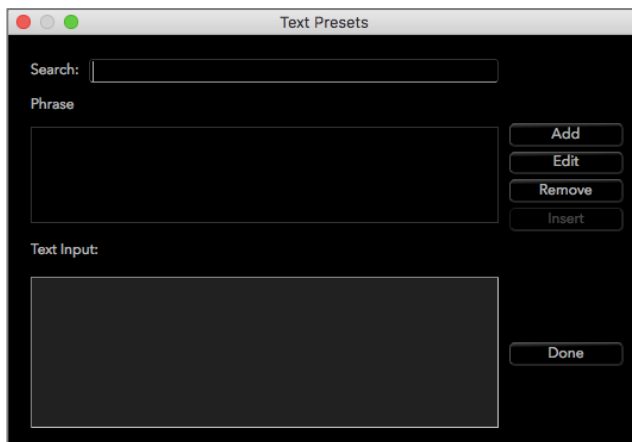 Text Presets
Search:
Phrase
Add
Edit
Remove
Insert
Text Input:
Done